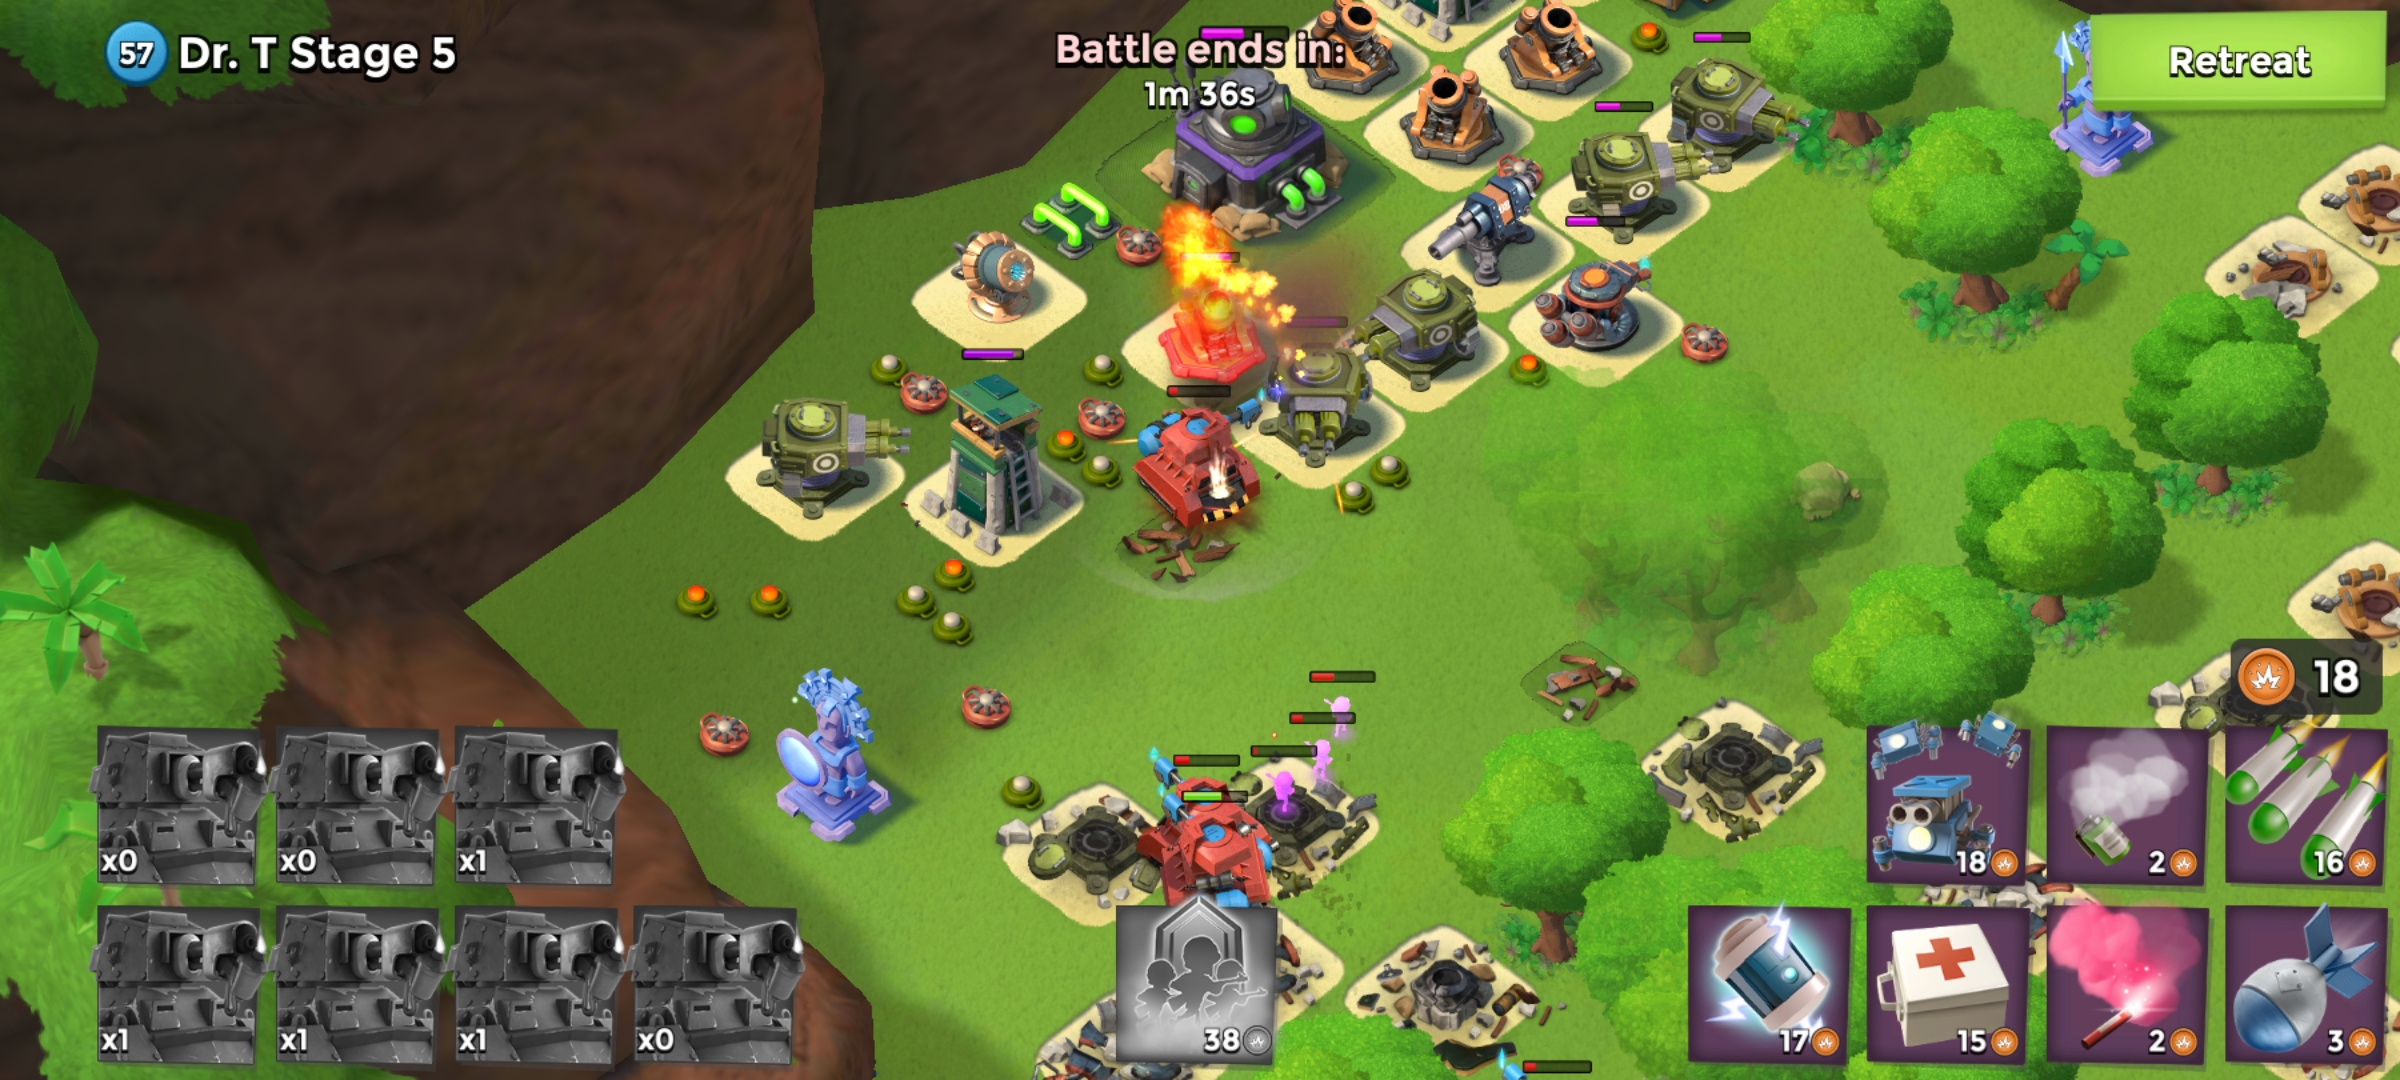 57 Dr. T Stage 5
Battle ends in:
1m 36s
Retreat
18
x0
x0
x1
18
2
16
x1
x1
x1
x0
38
17
15
2
3